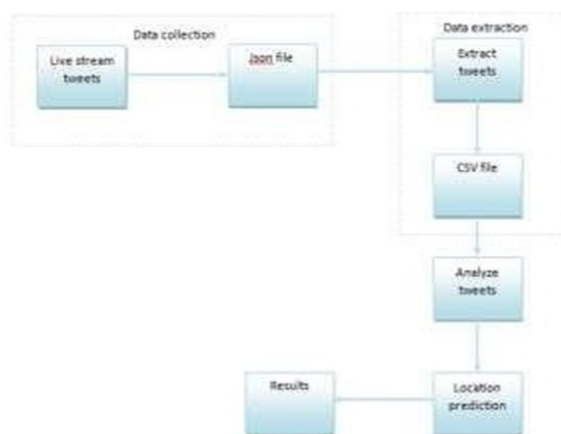 Data collection
Live stream
tweets
Json file
Data extraction
Extract
tweets
CSV file
Analyze
tweets
Location
prediction
Results